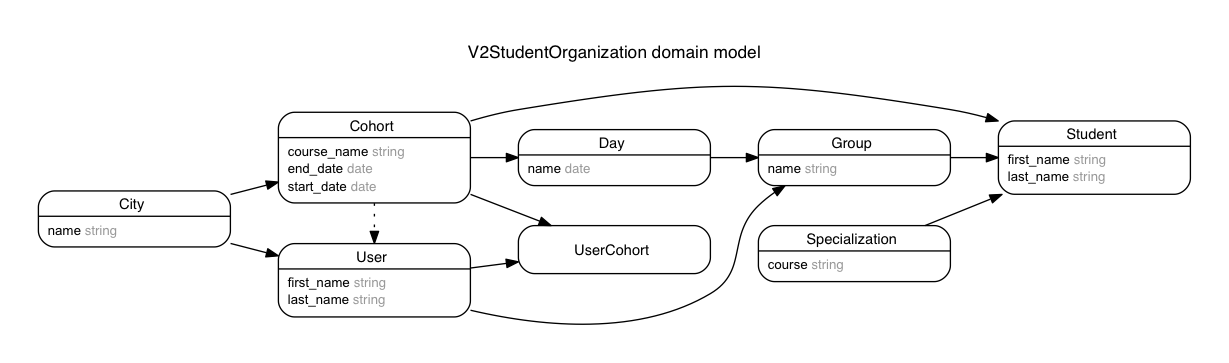 V2StudentOrganization domain model
City
name string
Cohort
course_name string
end_date date
start_date date
User
first_name string
last_name string
Day
name date
UserCohort
Group
name string
Specialization
course string
Student
first_name string
last_name string